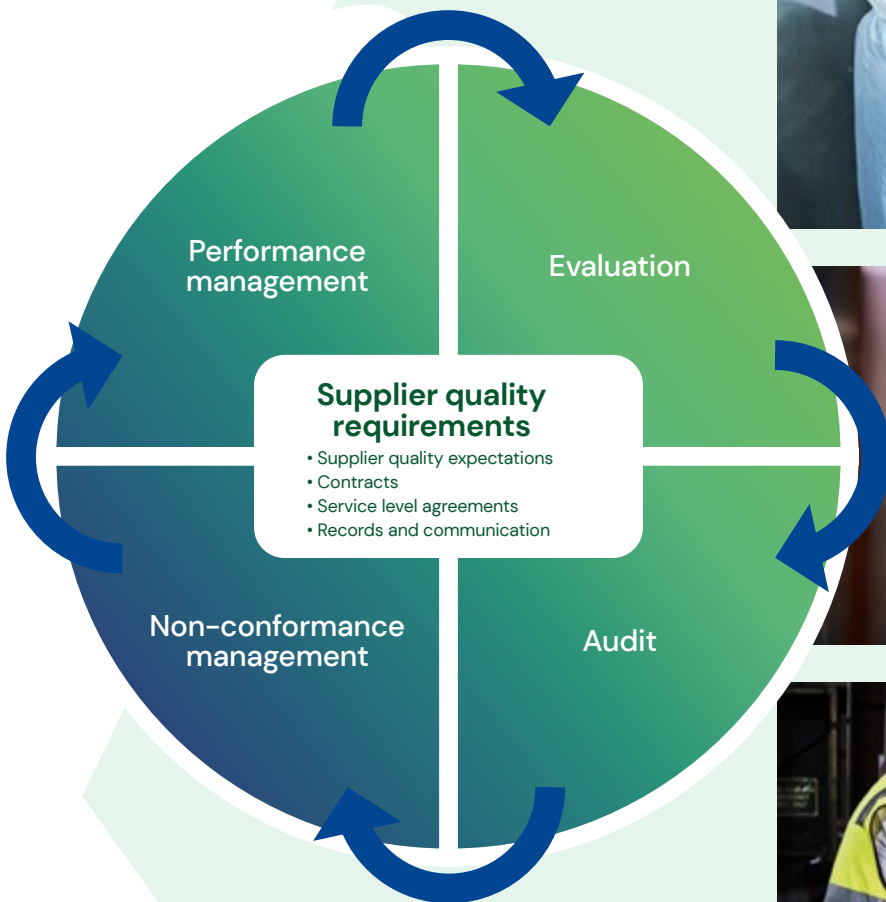 Performance
management
Evaluation
Supplier quality
requirements
• Supplier quality expectations
• Contracts
• Service level agreements
• Records and communication
Non-conformance
management
Audit